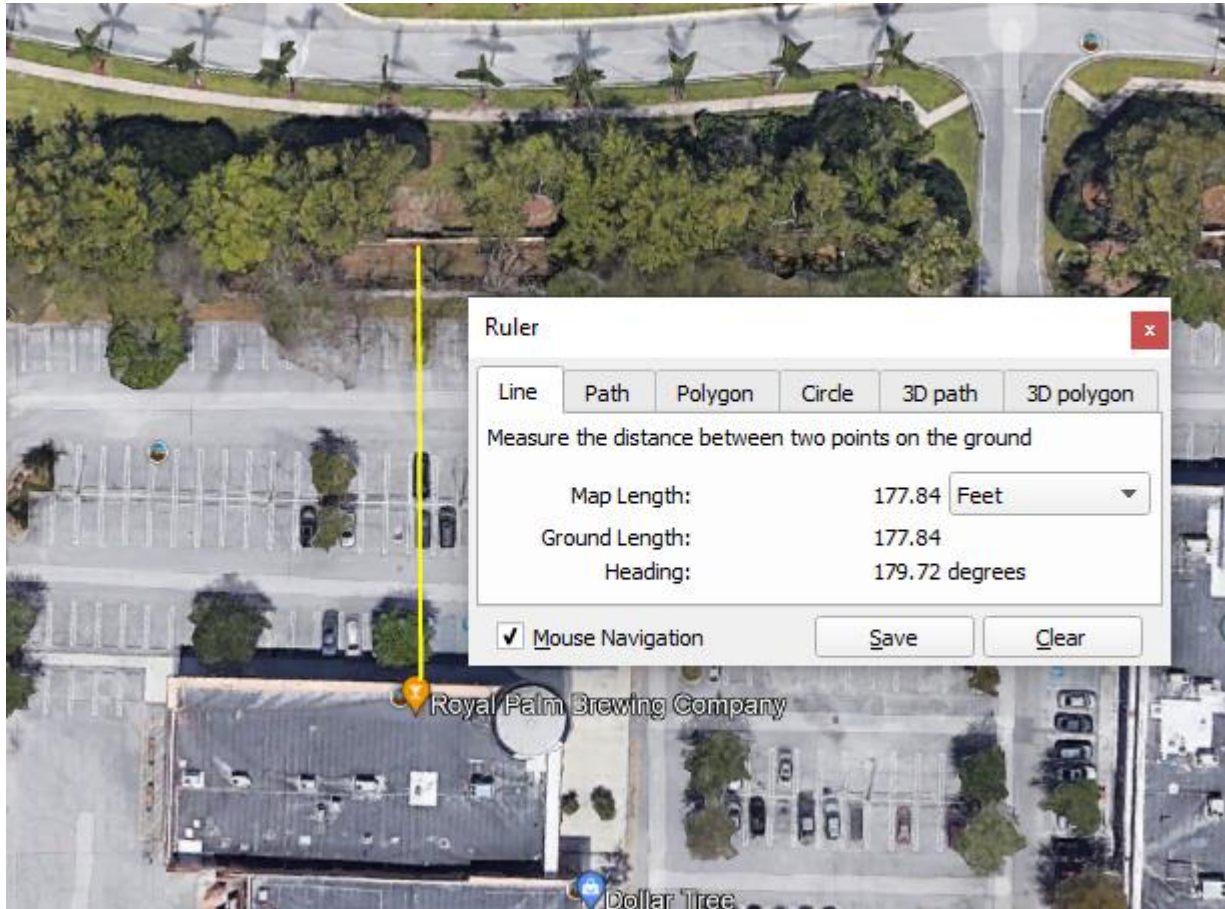 Ruler
x
Line Path Polygon Circle 3D path 3D polygon
Measure the distance between two points on the ground
Map Length: 177.84 Feet
Ground Length: 177.84
Heading: 179.72 degrees
Mouse Navigation Save Clear
Royal Palm Brewing Company
Dollar Tree